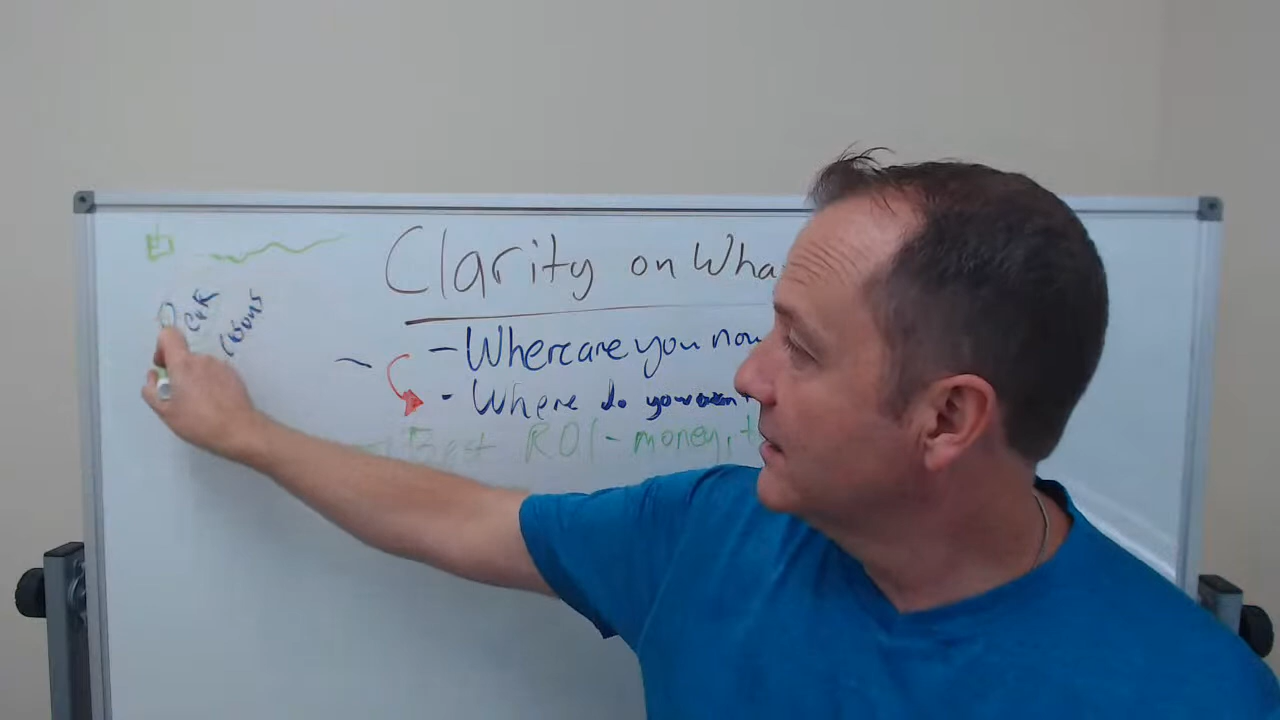 Clarity on Wha
- Where are you now
- Where do you wan
- Best ROI - money, t